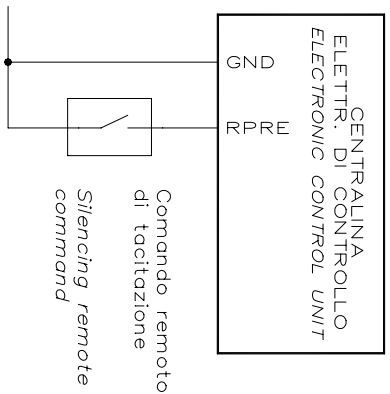 CENTRALINA
ELETTR. DI CONTROLLO
ELECTRONIC CONTROL UNIT
GND
RPRE
Comando remoto
di tacitazione
Silencing remote
command